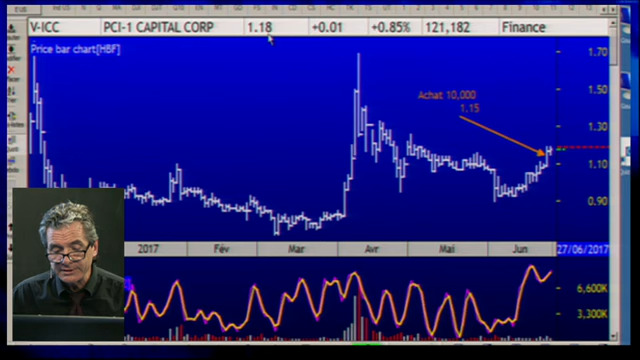 V-ICC PCI-1 CAPITAL CORP 1.18 +0.01 +0.85% 121,182 Finance
Price bar chart[HBF]
1.70
1.50
Achat 10,000
1.15
1.30
1.10
0.90
2017 Fév Mar Avr Mai Jun 27/06/2017
6,600K
3,300K